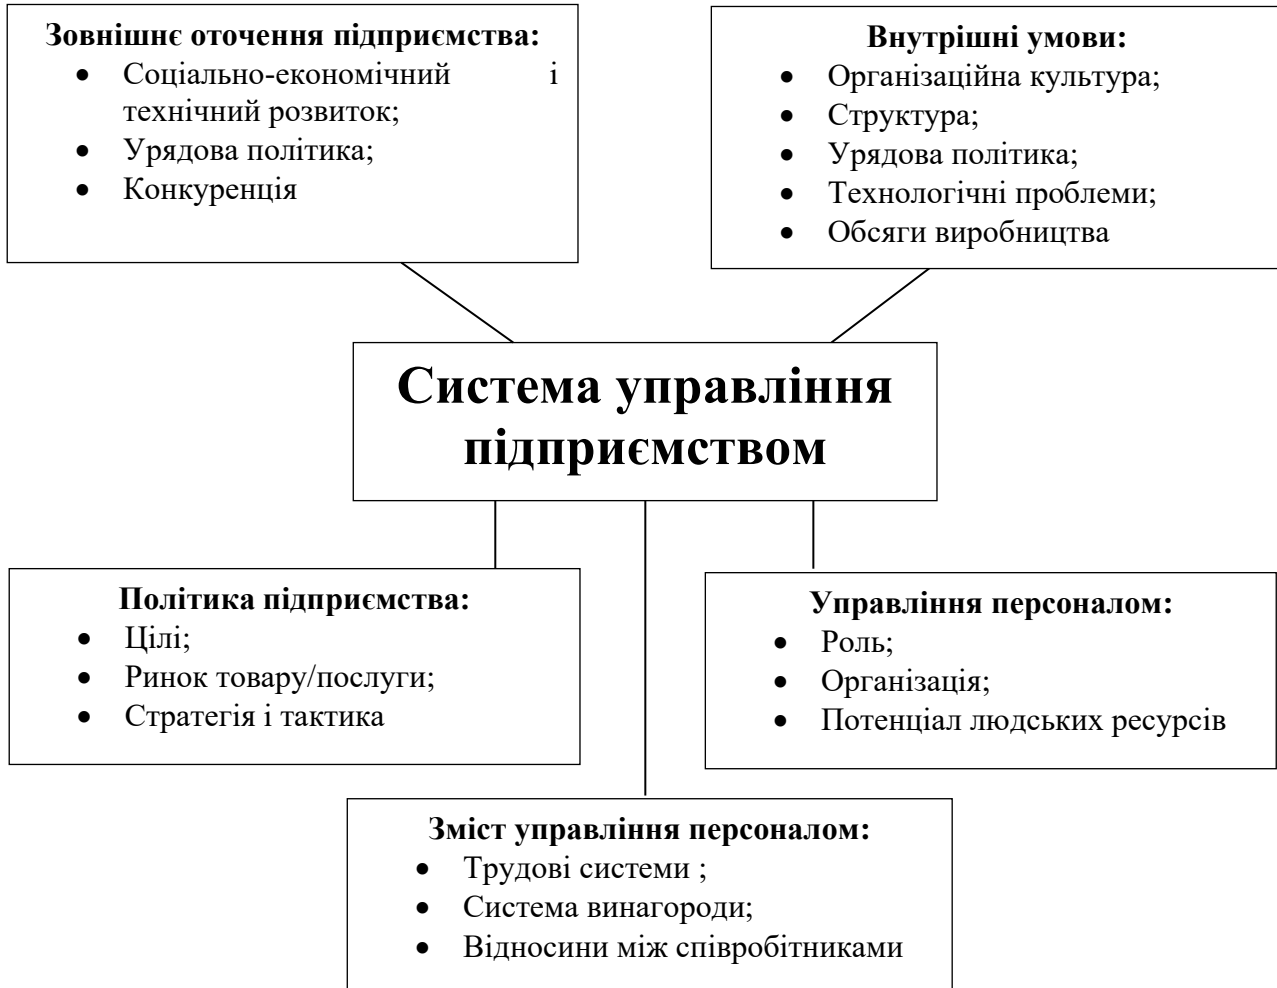 Зовнішнє оточення підприємства:
• Соціально-економічний і
технічний розвиток;
• Урядова політика;
• Конкуренція
Внутрішні умови:
• Організаційна культура;
• Структура;
• Урядова політика;
• Технологічні проблеми;
• Обсяги виробництва
Система управління
підприємством
Політика підприємства:
• Цілі;
• Ринок товару/послуги;
• Стратегія і тактика
Управління персоналом:
• Роль;
• Організація;
• Потенціал людських ресурсів
Зміст управління персоналом:
• Трудові системи ;
• Система винагороди;
• Відносини між співробітниками